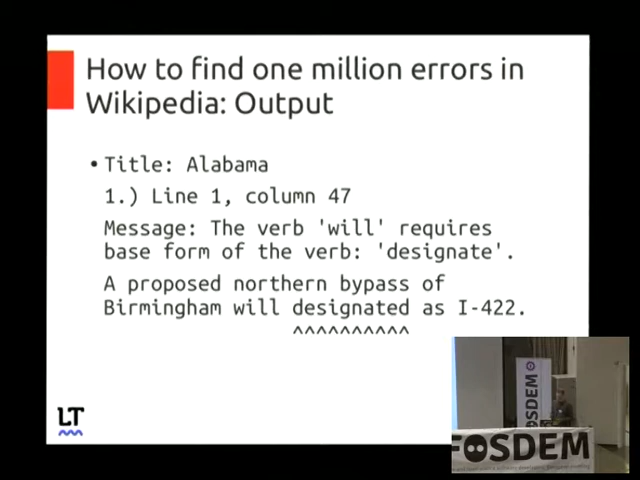 How to find one million errors in
Wikipedia: Output
• Title: Alabama
1.) Line 1, column 47
Message: The verb 'will' requires
base form of the verb: 'designate'.
A proposed northern bypass of
Birmingham will designated as I-422.
^^^^^^^^^^
LT
FOSDEM
FOSDEM